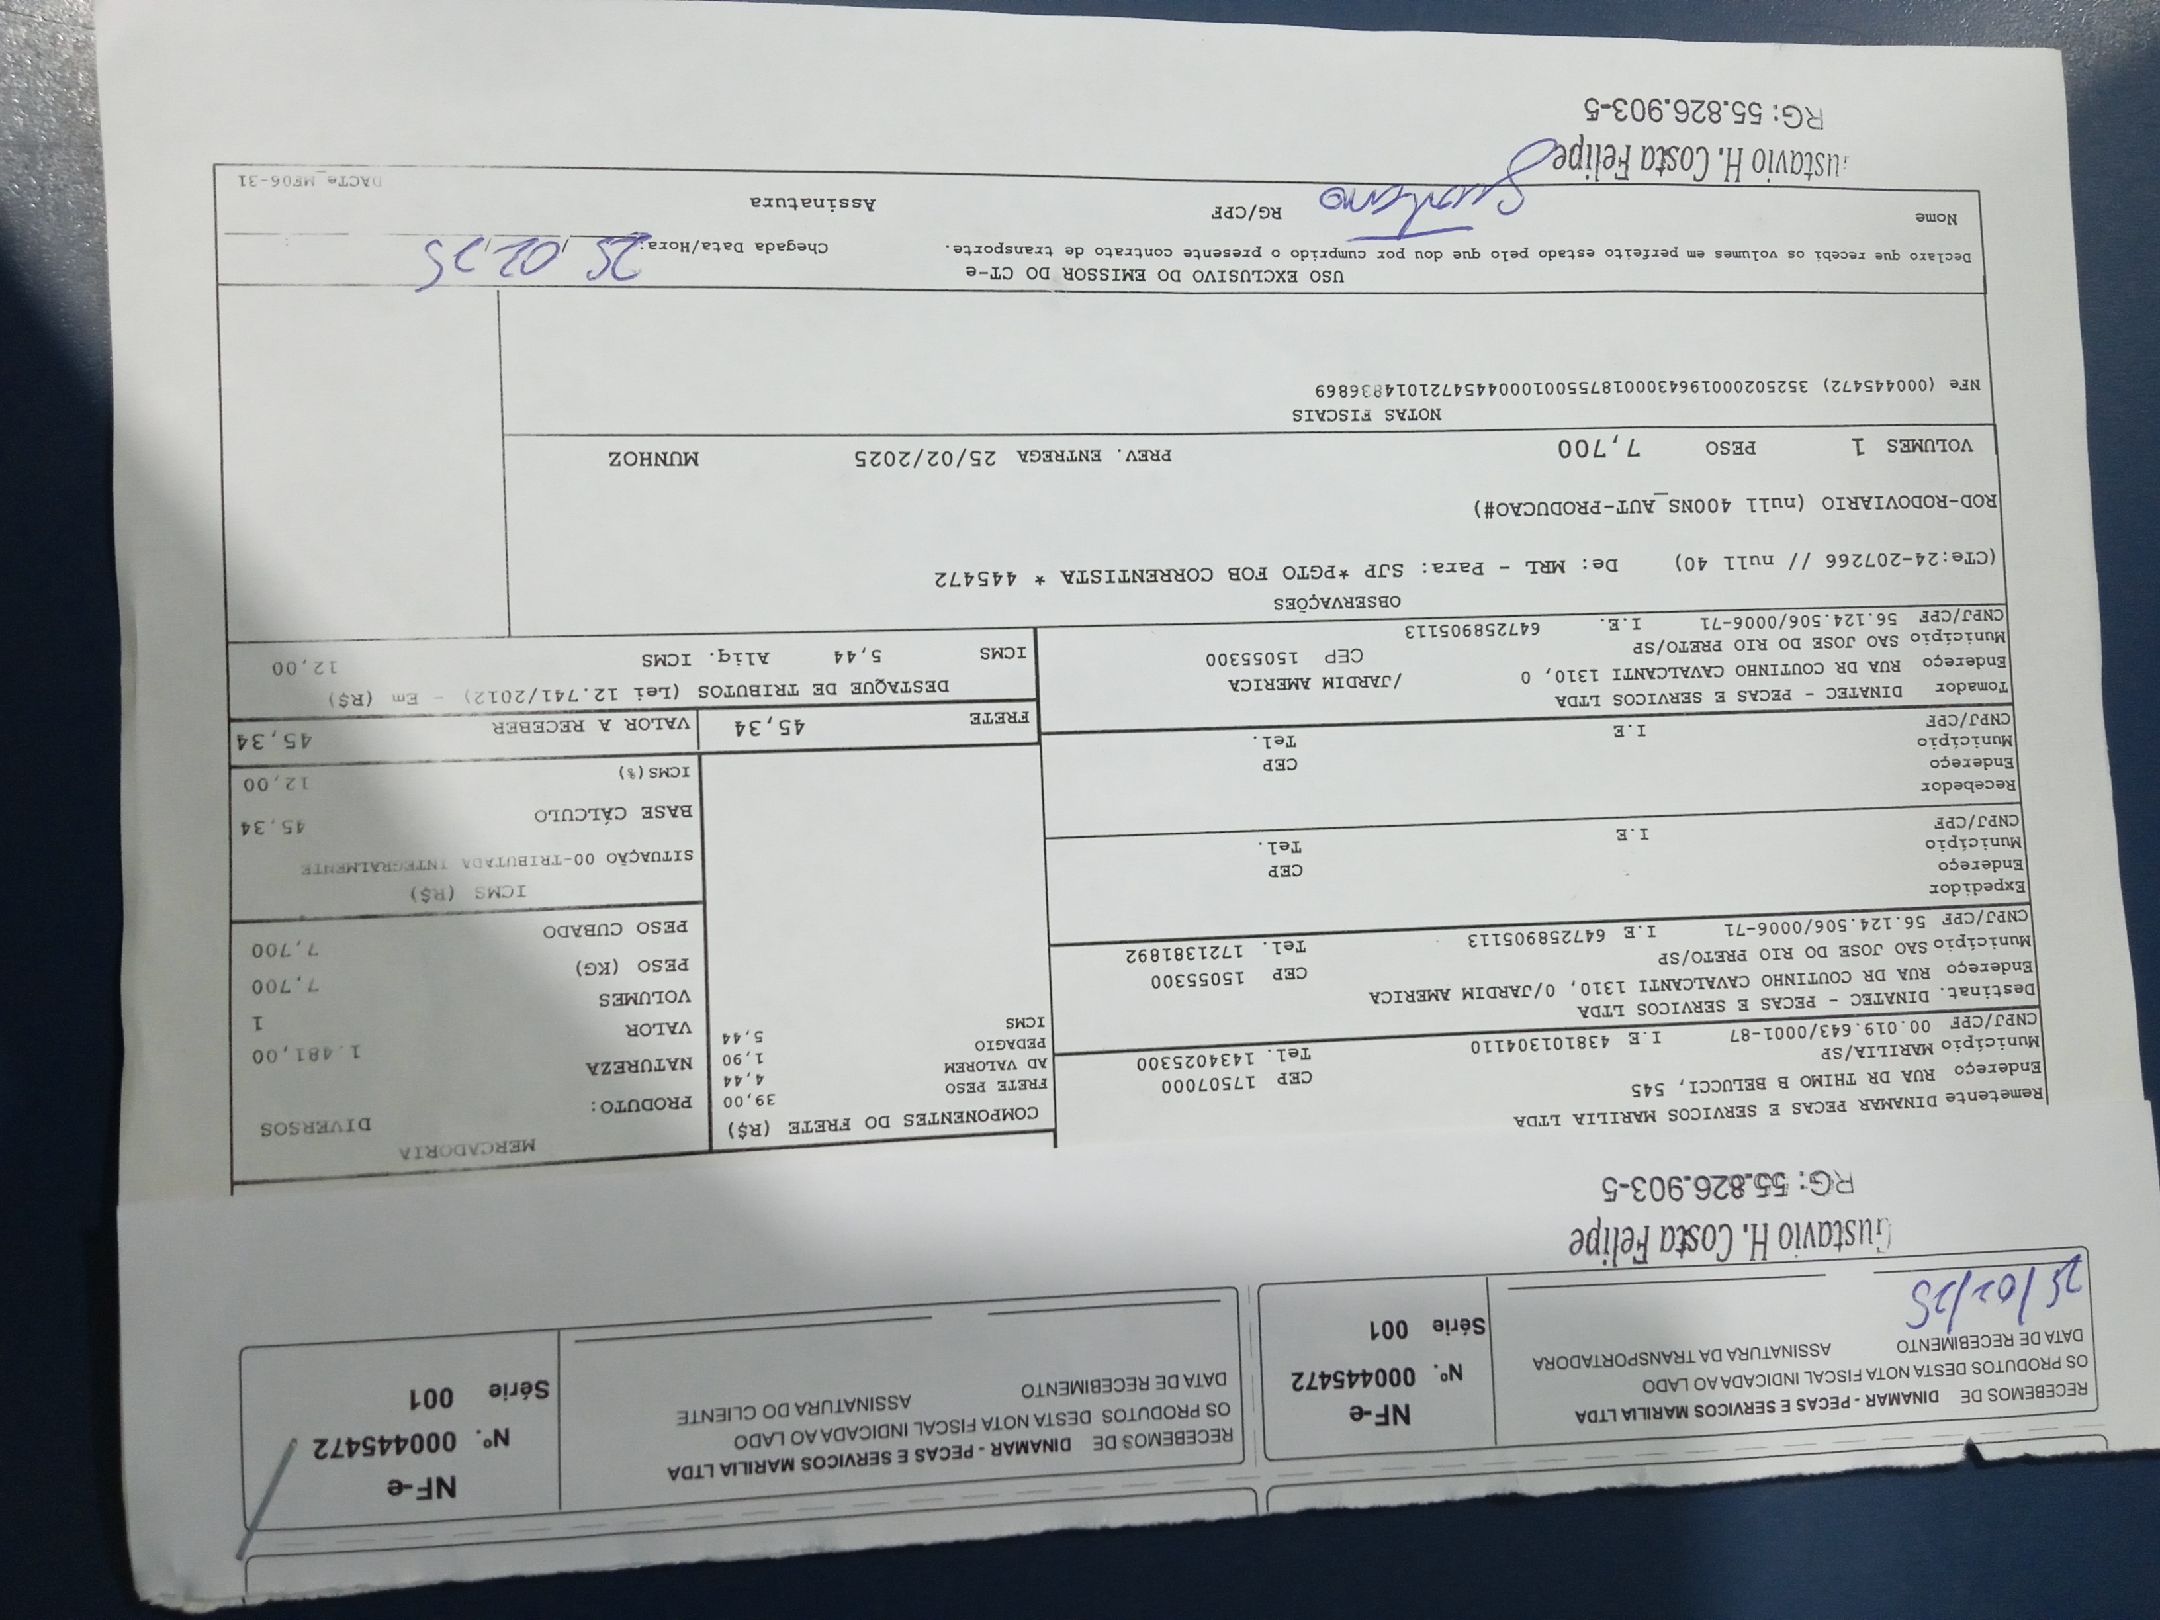 RECEBEMOS DE DINAMAR - PECAS E SERVICOS MARILIA LTDA
OS PRODUTOS DESTA NOTA FISCAL INDICADA AO LADO
DATA DE RECEBIMENTO ASSINATURA DA TRANSPORTADORA
25/02/25
NF-e
Nº. 000445472
Série 001
RECEBEMOS DE DINAMAR - PECAS E SERVICOS MARILIA LTDA
OS PRODUTOS DESTA NOTA FISCAL INDICADA AO LADO
DATA DE RECEBIMENTO ASSINATURA DO CLIENTE
NF-e
Nº. 000445472
Série 001
Gustavio H. Costa Felipe
RG: 55.826.903-5
Remetente DINAMAR PECAS E SERVICOS MARILIA LTDA
Endereço RUA DR THIMO B BELUCCI, 545
Município MARILIA/SP CEP 17507000
CNPJ/CPF 00.019.643/0001-87 I.E 438101304110 Tel. 1434025300
Destinat. DINATEC - PECAS E SERVICOS LTDA
Endereço RUA DR COUTINHO CAVALCANTI 1310, 0/JARDIM AMERICA
Município SAO JOSE DO RIO PRETO/SP CEP 15055300
CNPJ/CPF 56.124.506/0006-71 I.E 647258905113 Tel. 1721381892
Expedidor
Endereço
Município CEP
CNPJ/CPF I.E Tel.
Recebedor
Endereço
Município CEP
CNPJ/CPF I.E Tel.
Tomador DINATEC - PECAS E SERVICOS LTDA
Endereço RUA DR COUTINHO CAVALCANTI 1310, 0 /JARDIM AMERICA
Município SAO JOSE DO RIO PRETO/SP CEP 15055300
CNPJ/CPF 56.124.506/0006-71 I.E. 647258905113
COMPONENTES DO FRETE (R$)
FRETE PESO 39,00
AD VALOREM 4,44
PEDAGIO 1,90
ICMS 5,44
MERCADORIA
PRODUTO: DIVERSOS
NATUREZA
VALOR 1.481,00
VOLUMES 1
PESO (KG) 7,700
PESO CUBADO 7,700
ICMS (R$)
SITUAÇÃO 00-TRIBUTADA INTEGRALMENTE
BASE CÁLCULO 45,34
ICMS(%) 12,00
FRETE 45,34 VALOR A RECEBER 45,34
DESTAQUE DE TRIBUTOS (Lei 12.741/2012) - Em (R$)
ICMS 5,44 Aliq. ICMS 12,00
OBSERVAÇÕES
(CTe:24-207266 // null 40) De: MRL - Para: SJP *PGTO FOB CORRENTISTA * 445472
ROD-RODOVIARIO (null 400NS_AUT-PRODUCAO#)
VOLUMES 1 PESO 7,700 PREV. ENTREGA 25/02/2025 MUNHOZ
NOTAS FISCAIS
NFe (000445472) 35250200019643000187550010004454721014836869
USO EXCLUSIVO DO EMISSOR DO CT-e
Declaro que recebi os volumes em perfeito estado pelo que dou por cumprido o presente contrato de transporte. Chegada Data/Hora: 25/02/25
Nome RG/CPF Assinatura
DACTe_MF06-31
ustavio H. Costa Felipe
RG: 55.826.903-5